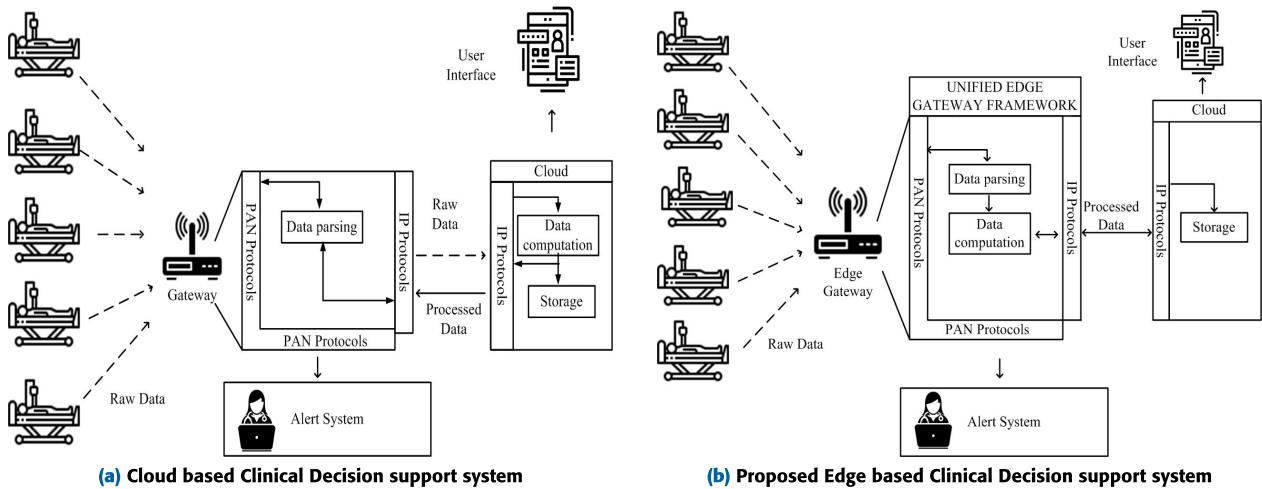 User
Interface
Cloud
PAN Protocols
Data parsing
IP Protocols
Raw
Data
IP Protocols
Data
computation
Storage
Gateway
Processed
Data
PAN Protocols
Raw Data
Alert System
(a) Cloud based Clinical Decision support system
User
Interface
UNIFIED EDGE
GATEWAY FRAMEWORK
Cloud
PAN Protocols
Data parsing
Data
computation
IP Protocols
Processed
Data
IP Protocols
Storage
Edge
Gateway
PAN Protocols
Raw Data
Alert System
(b) Proposed Edge based Clinical Decision support system